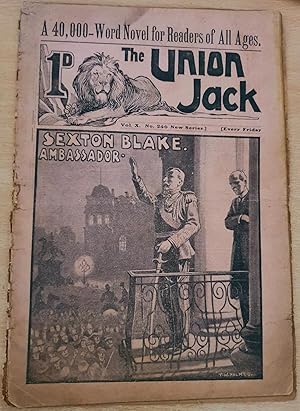 A 40,000-Word Novel for Readers of All Ages.
1D
The Union
Jack
Vol. X. No. 246 New Series] [Every Friday
SEXTON BLAKE.
AMBASSADOR-